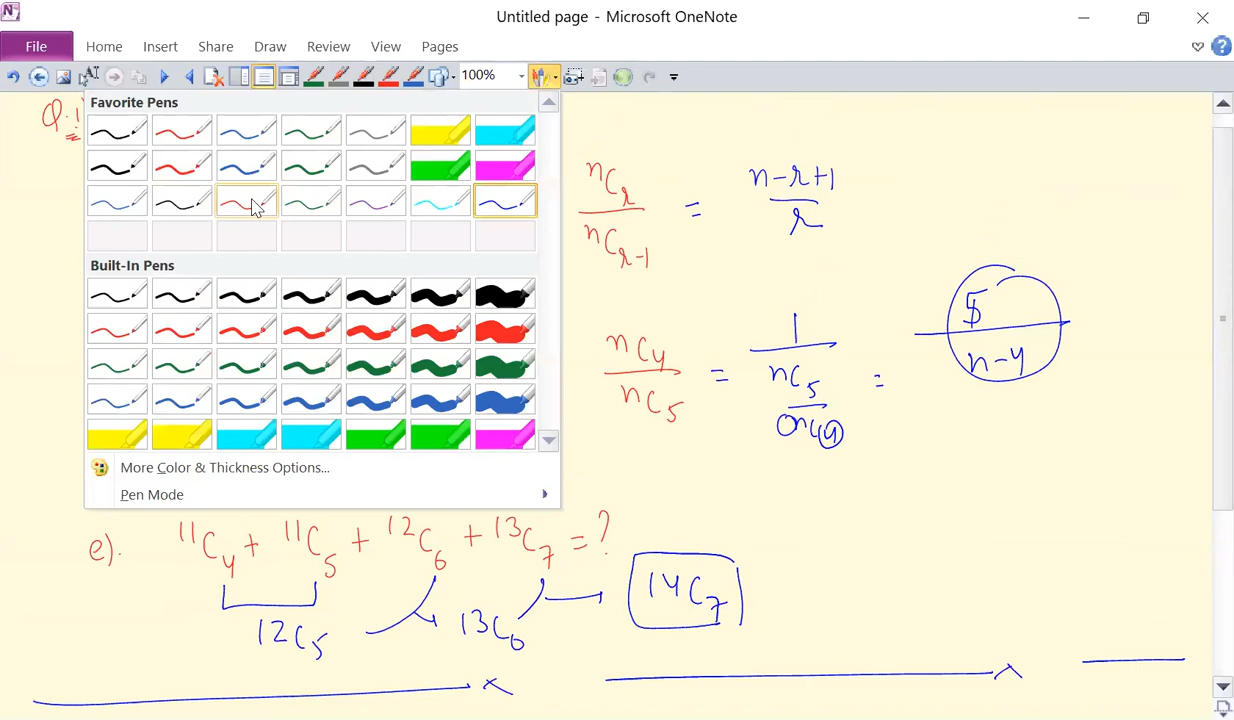 Untitled page - Microsoft OneNote
File Home Insert Share Draw Review View Pages
100%
Favorite Pens
Built-In Pens
More Color & Thickness Options...
Pen Mode
Q.1
nCr / nCr-1 = n-r+1 / r
nC4 / nC5 = 1 / nC5 / nC4 = 5 / n-4
e). 11C4 + 11C5 + 12C6 + 13C7 = ?
12C5 13C6 14C7